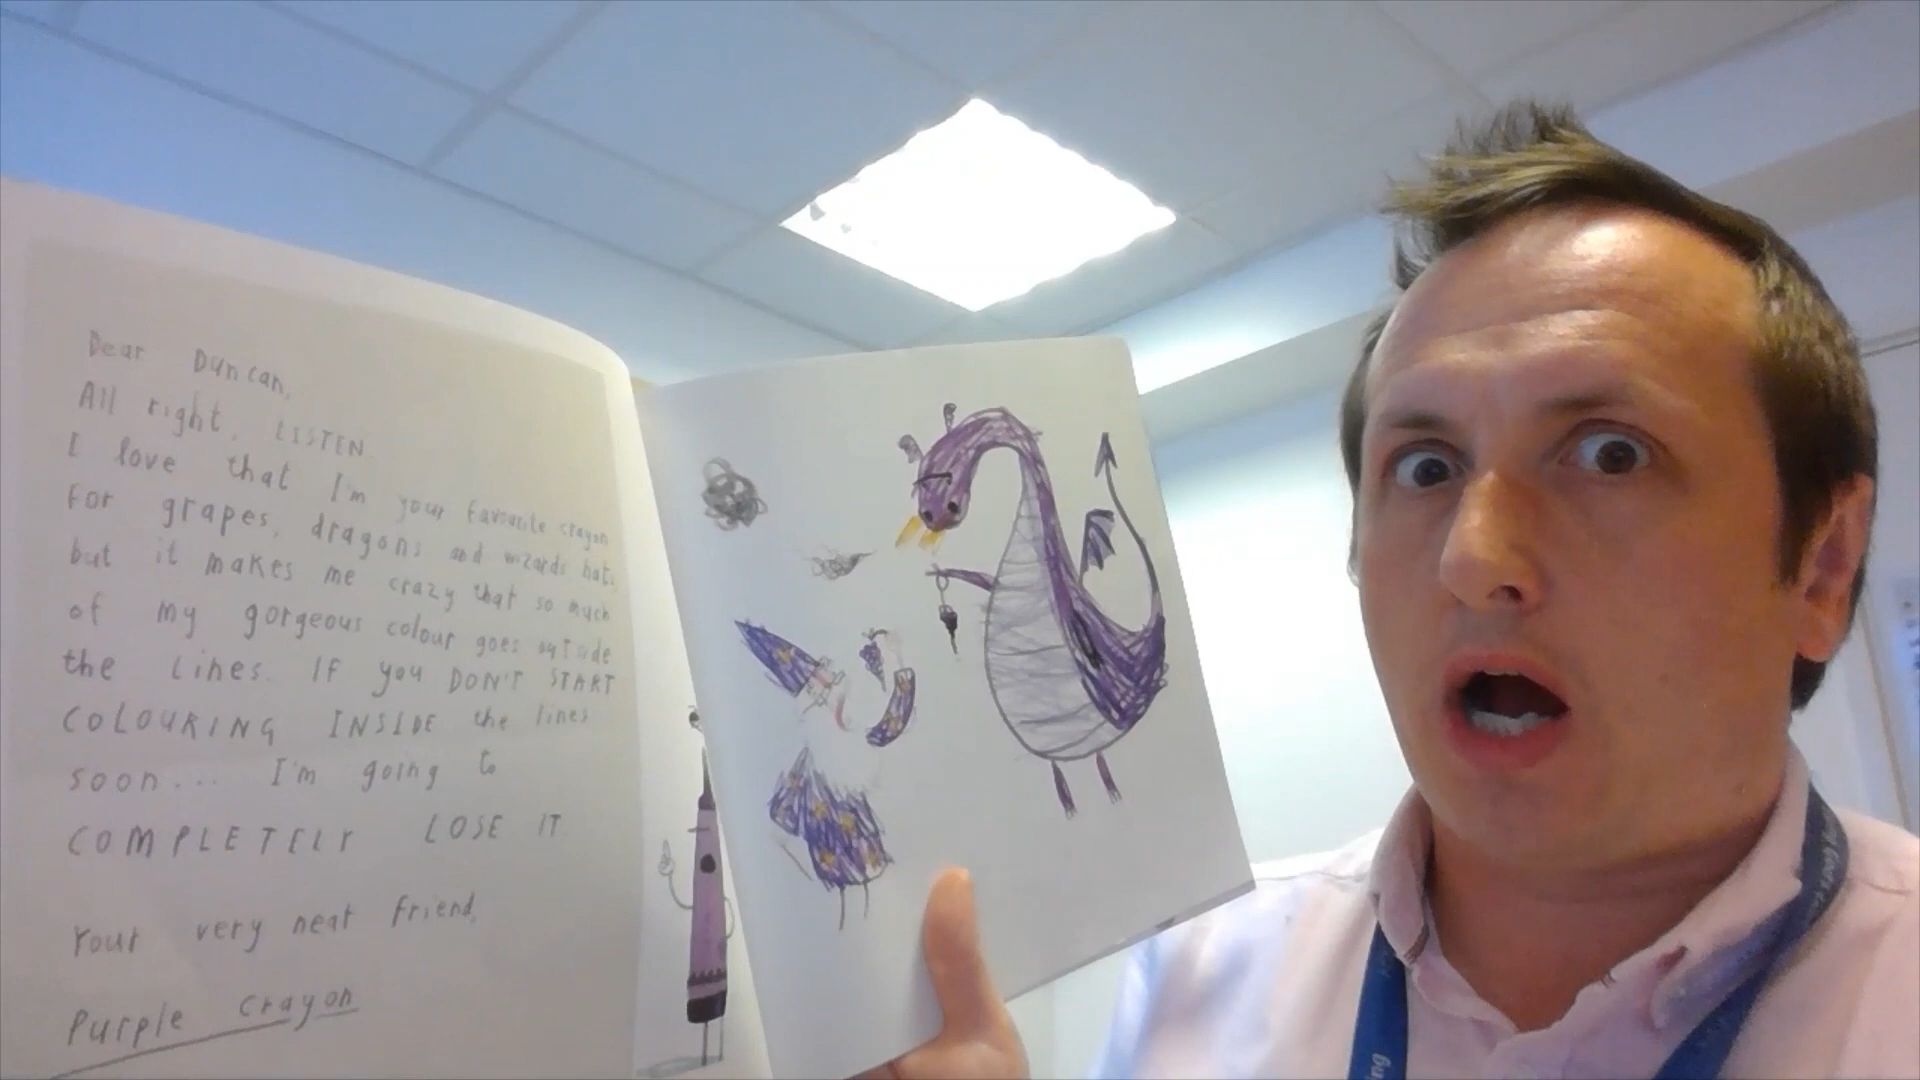 Dear Duncan,
All right, LISTEN.
I love that I'm your favourite crayon
for grapes, dragons and wizards hats,
but it makes me crazy that so much
of my gorgeous colour goes outside
the lines. If you DON'T START
COLOURING INSIDE the lines
soon... I'm going to
COMPLETELY LOSE IT.
Your very neat friend,
Purple Crayon